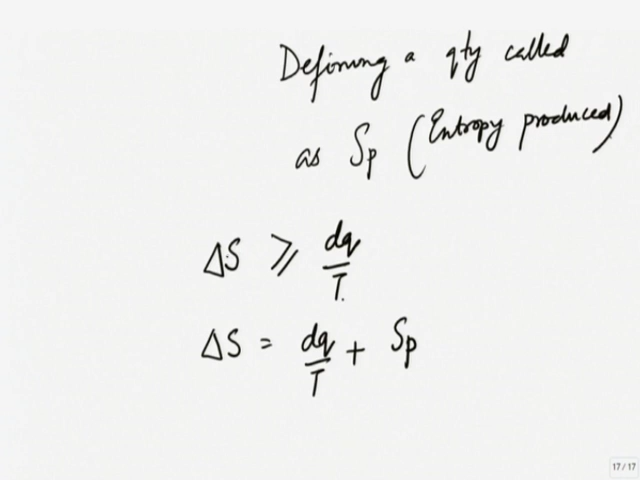 Defining a qty called
as Sp (Entropy produced)
ΔS ≥ dq/T
ΔS = dq/T + Sp
17/17